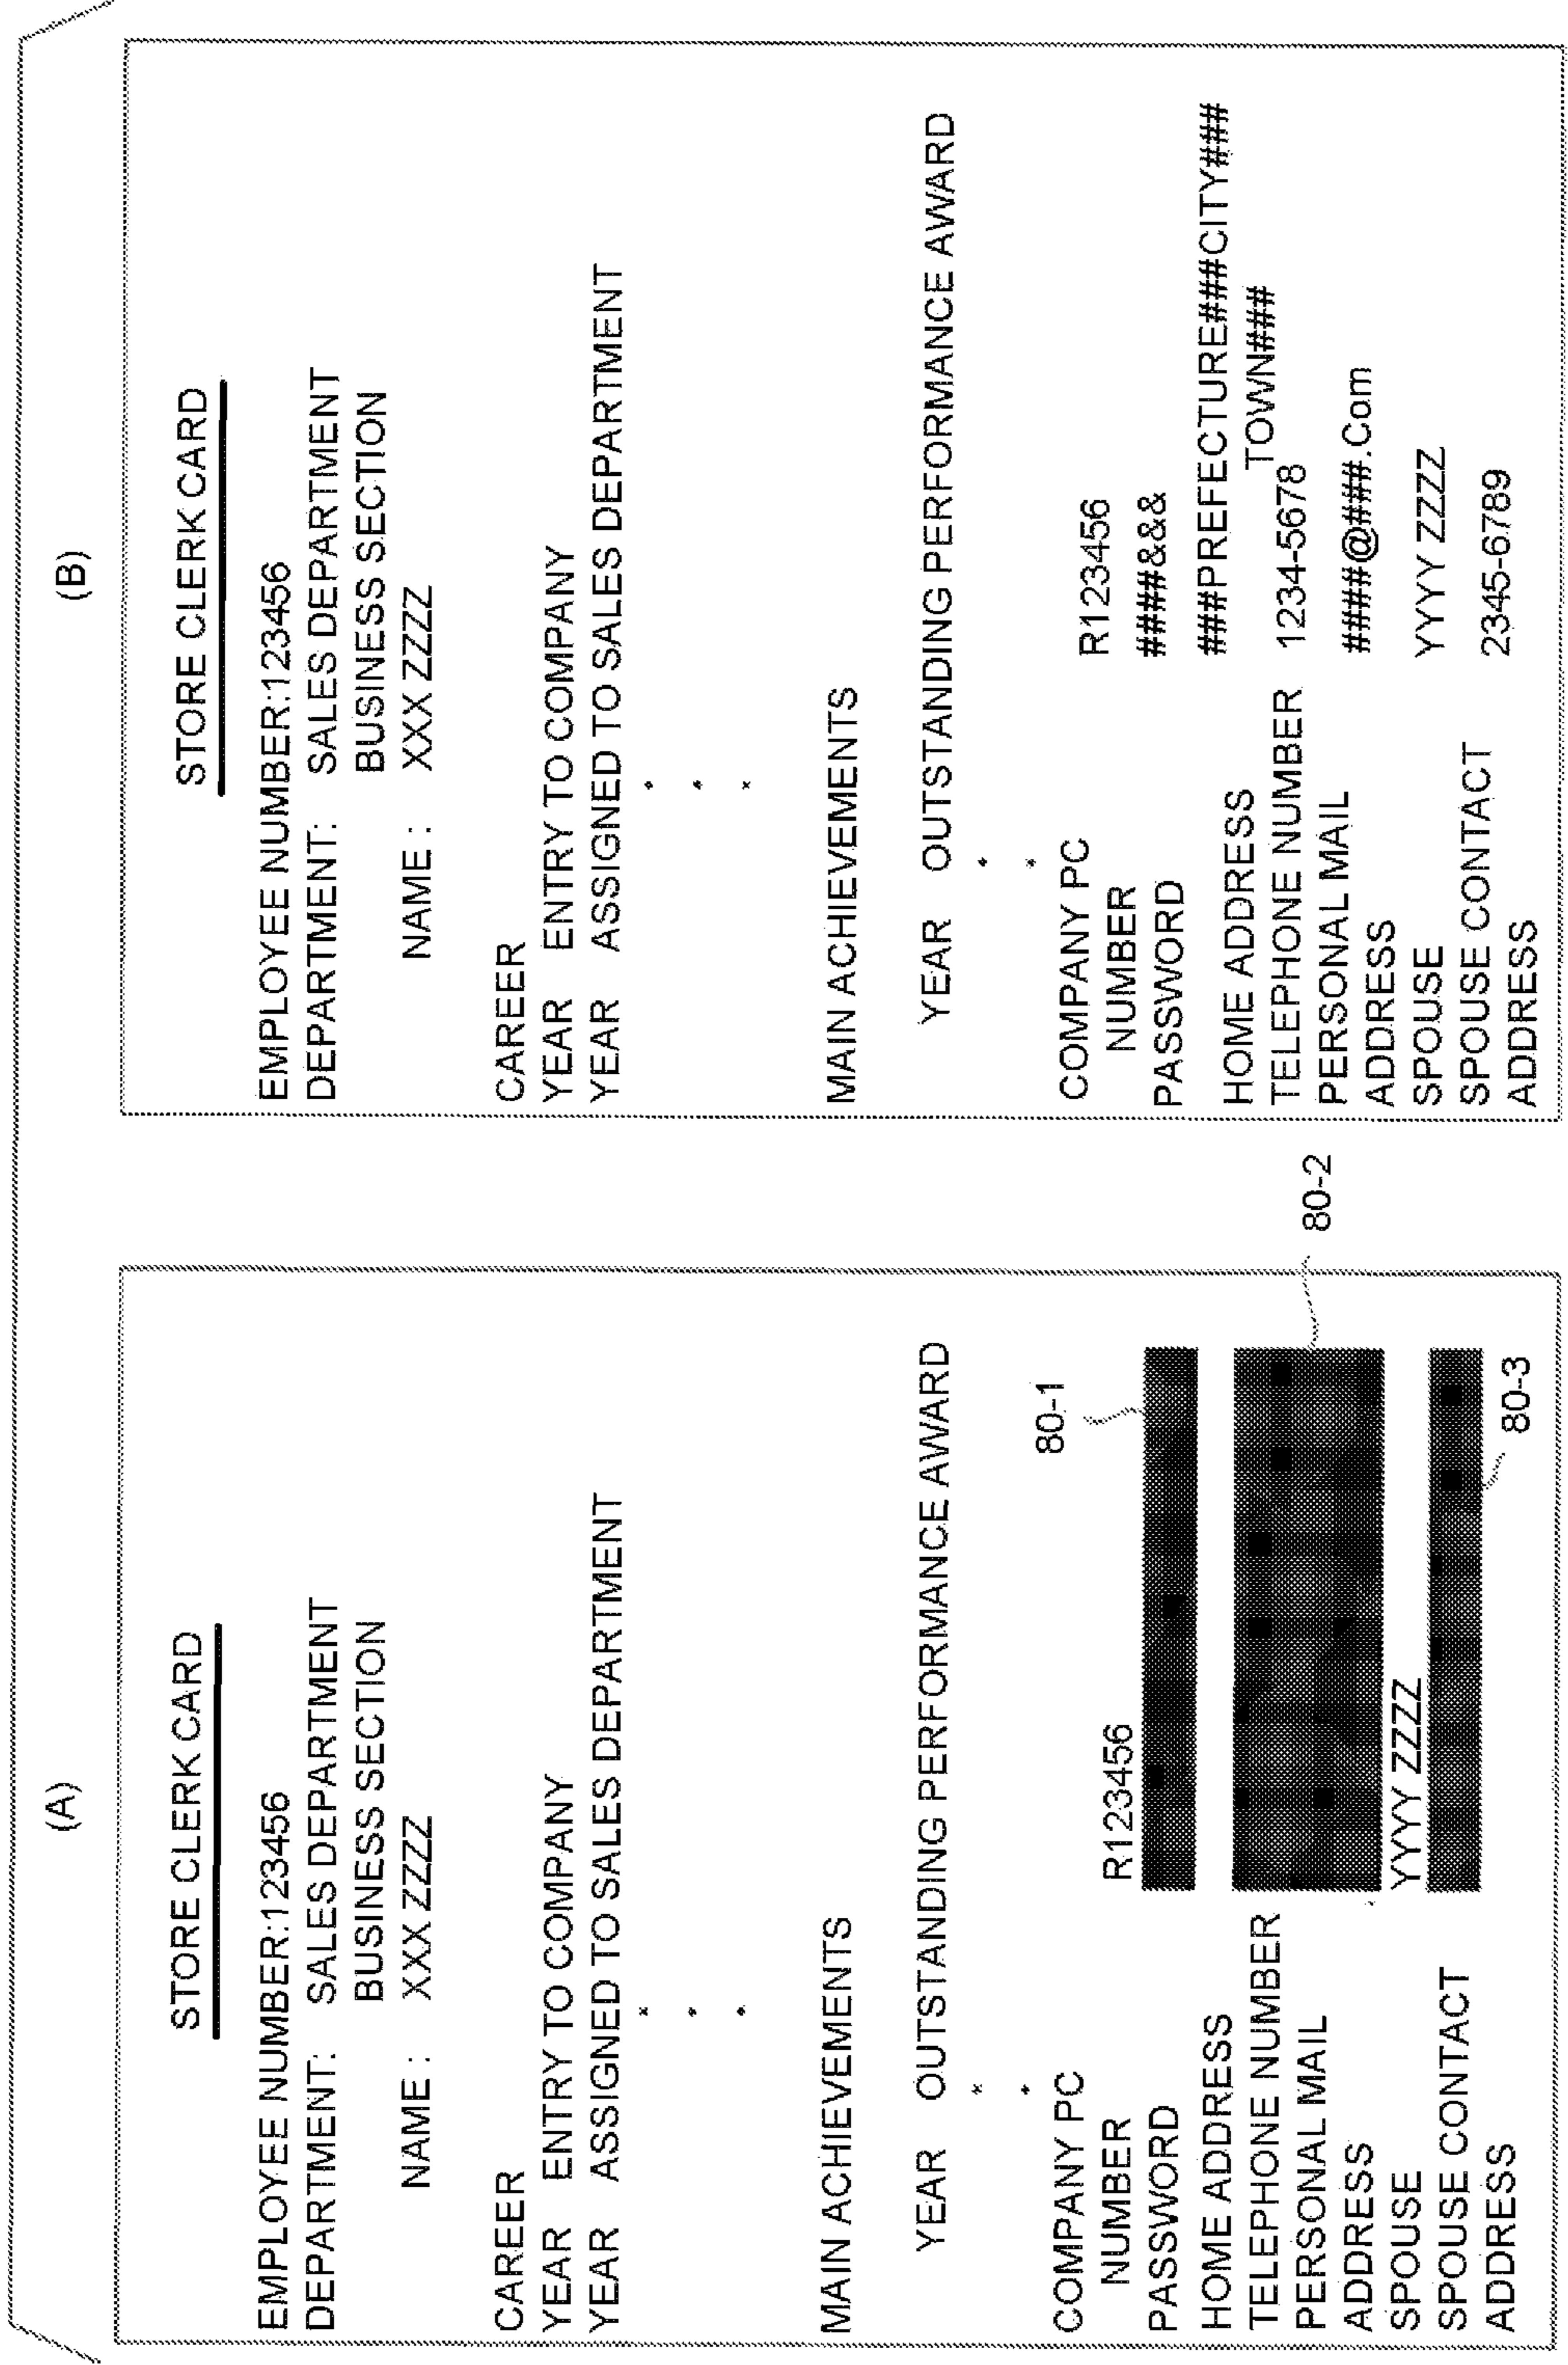 (A)
STORE CLERK CARD
EMPLOYEE NUMBER:123456
DEPARTMENT: SALES DEPARTMENT
BUSINESS SECTION
NAME : XXX ZZZZ
CAREER
YEAR ENTRY TO COMPANY
YEAR ASSIGNED TO SALES DEPARTMENT
MAIN ACHIEVEMENTS
YEAR OUTSTANDING PERFORMANCE AWARD
80-1
COMPANY PC
NUMBER R123456
PASSWORD
HOME ADDRESS
TELEPHONE NUMBER
80-2
PERSONAL MAIL
ADDRESS
SPOUSE YYYY ZZZZ
SPOUSE CONTACT
ADDRESS
80-3
(B)
STORE CLERK CARD
EMPLOYEE NUMBER:123456
DEPARTMENT: SALES DEPARTMENT
BUSINESS SECTION
NAME : XXX ZZZZ
CAREER
YEAR ENTRY TO COMPANY
YEAR ASSIGNED TO SALES DEPARTMENT
MAIN ACHIEVEMENTS
YEAR OUTSTANDING PERFORMANCE AWARD
COMPANY PC R123456
NUMBER
PASSWORD ####&&&
HOME ADDRESS ###PREFECTURE###CITY###
TOWN###
TELEPHONE NUMBER 1234-5678
PERSONAL MAIL
ADDRESS ####@###.Com
SPOUSE YYYY ZZZZ
SPOUSE CONTACT 2345-6789
ADDRESS